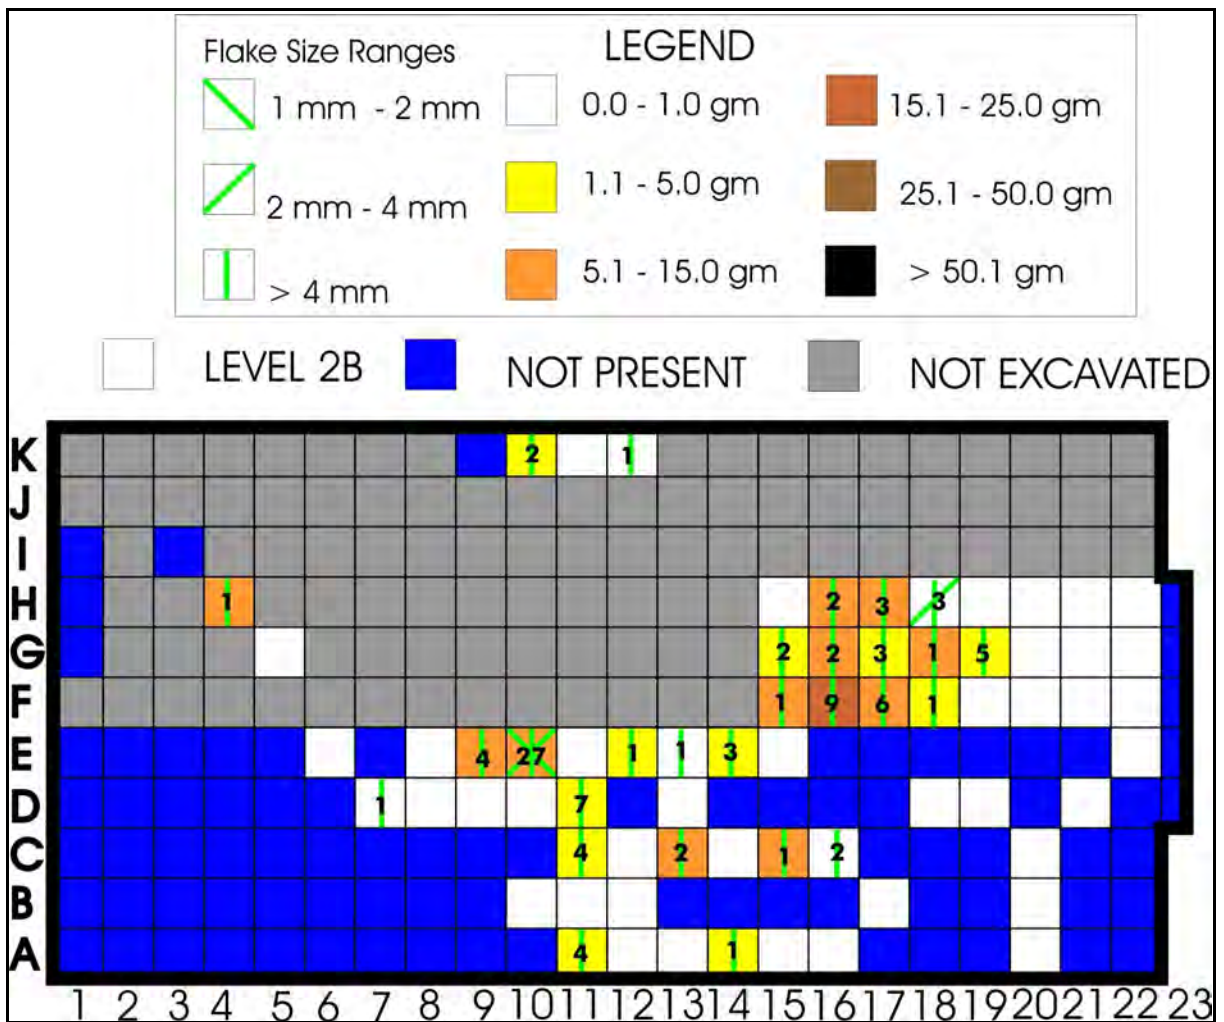 Flake Size Ranges LEGEND
1 mm - 2 mm 0.0 - 1.0 gm 15.1 - 25.0 gm
2 mm - 4 mm 1.1 - 5.0 gm 25.1 - 50.0 gm
> 4 mm 5.1 - 15.0 gm > 50.1 gm
LEVEL 2B NOT PRESENT NOT EXCAVATED
K 2 1
J
I
H 1 2 3 3
G 2 2 3 1 5
F 1 9 6 1
E 4 27 1 1 3
D 1 7
C 4 2 1 2
B
A 4 1
1 2 3 4 5 6 7 8 9 10 11 12 13 14 15 16 17 18 19 20 21 22 23